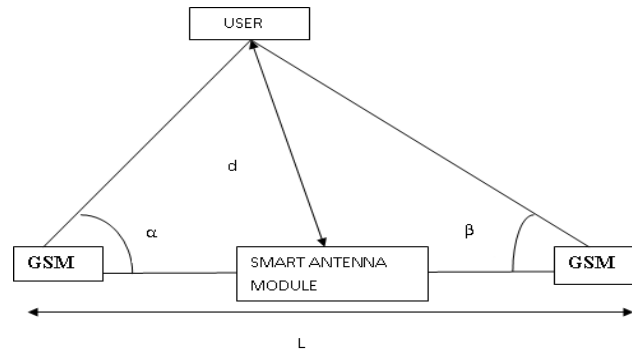 USER
d
α
β
GSM
SMART ANTENNA
MODULE
GSM
L